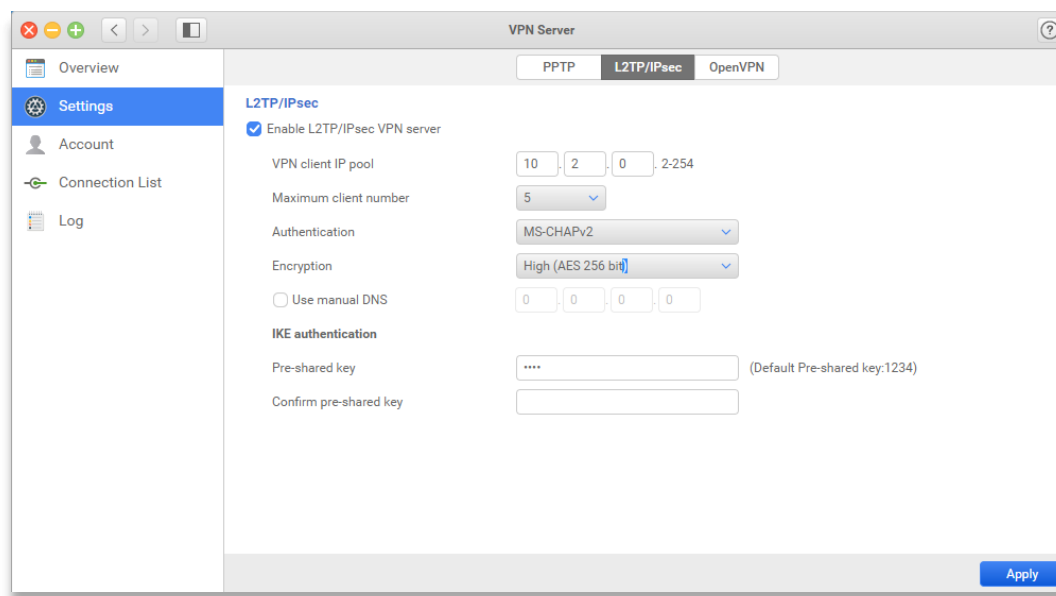 VPN Server
Overview
Settings
Account
Connection List
Log
PPTP L2TP/IPsec OpenVPN
L2TP/IPsec
Enable L2TP/IPsec VPN server
VPN client IP pool 10 . 2 . 0 . 2-254
Maximum client number 5
Authentication MS-CHAPv2
Encryption High (AES 256 bit)
Use manual DNS 0 . 0 . 0 . 0
IKE authentication
Pre-shared key •••• (Default Pre-shared key:1234)
Confirm pre-shared key
Apply